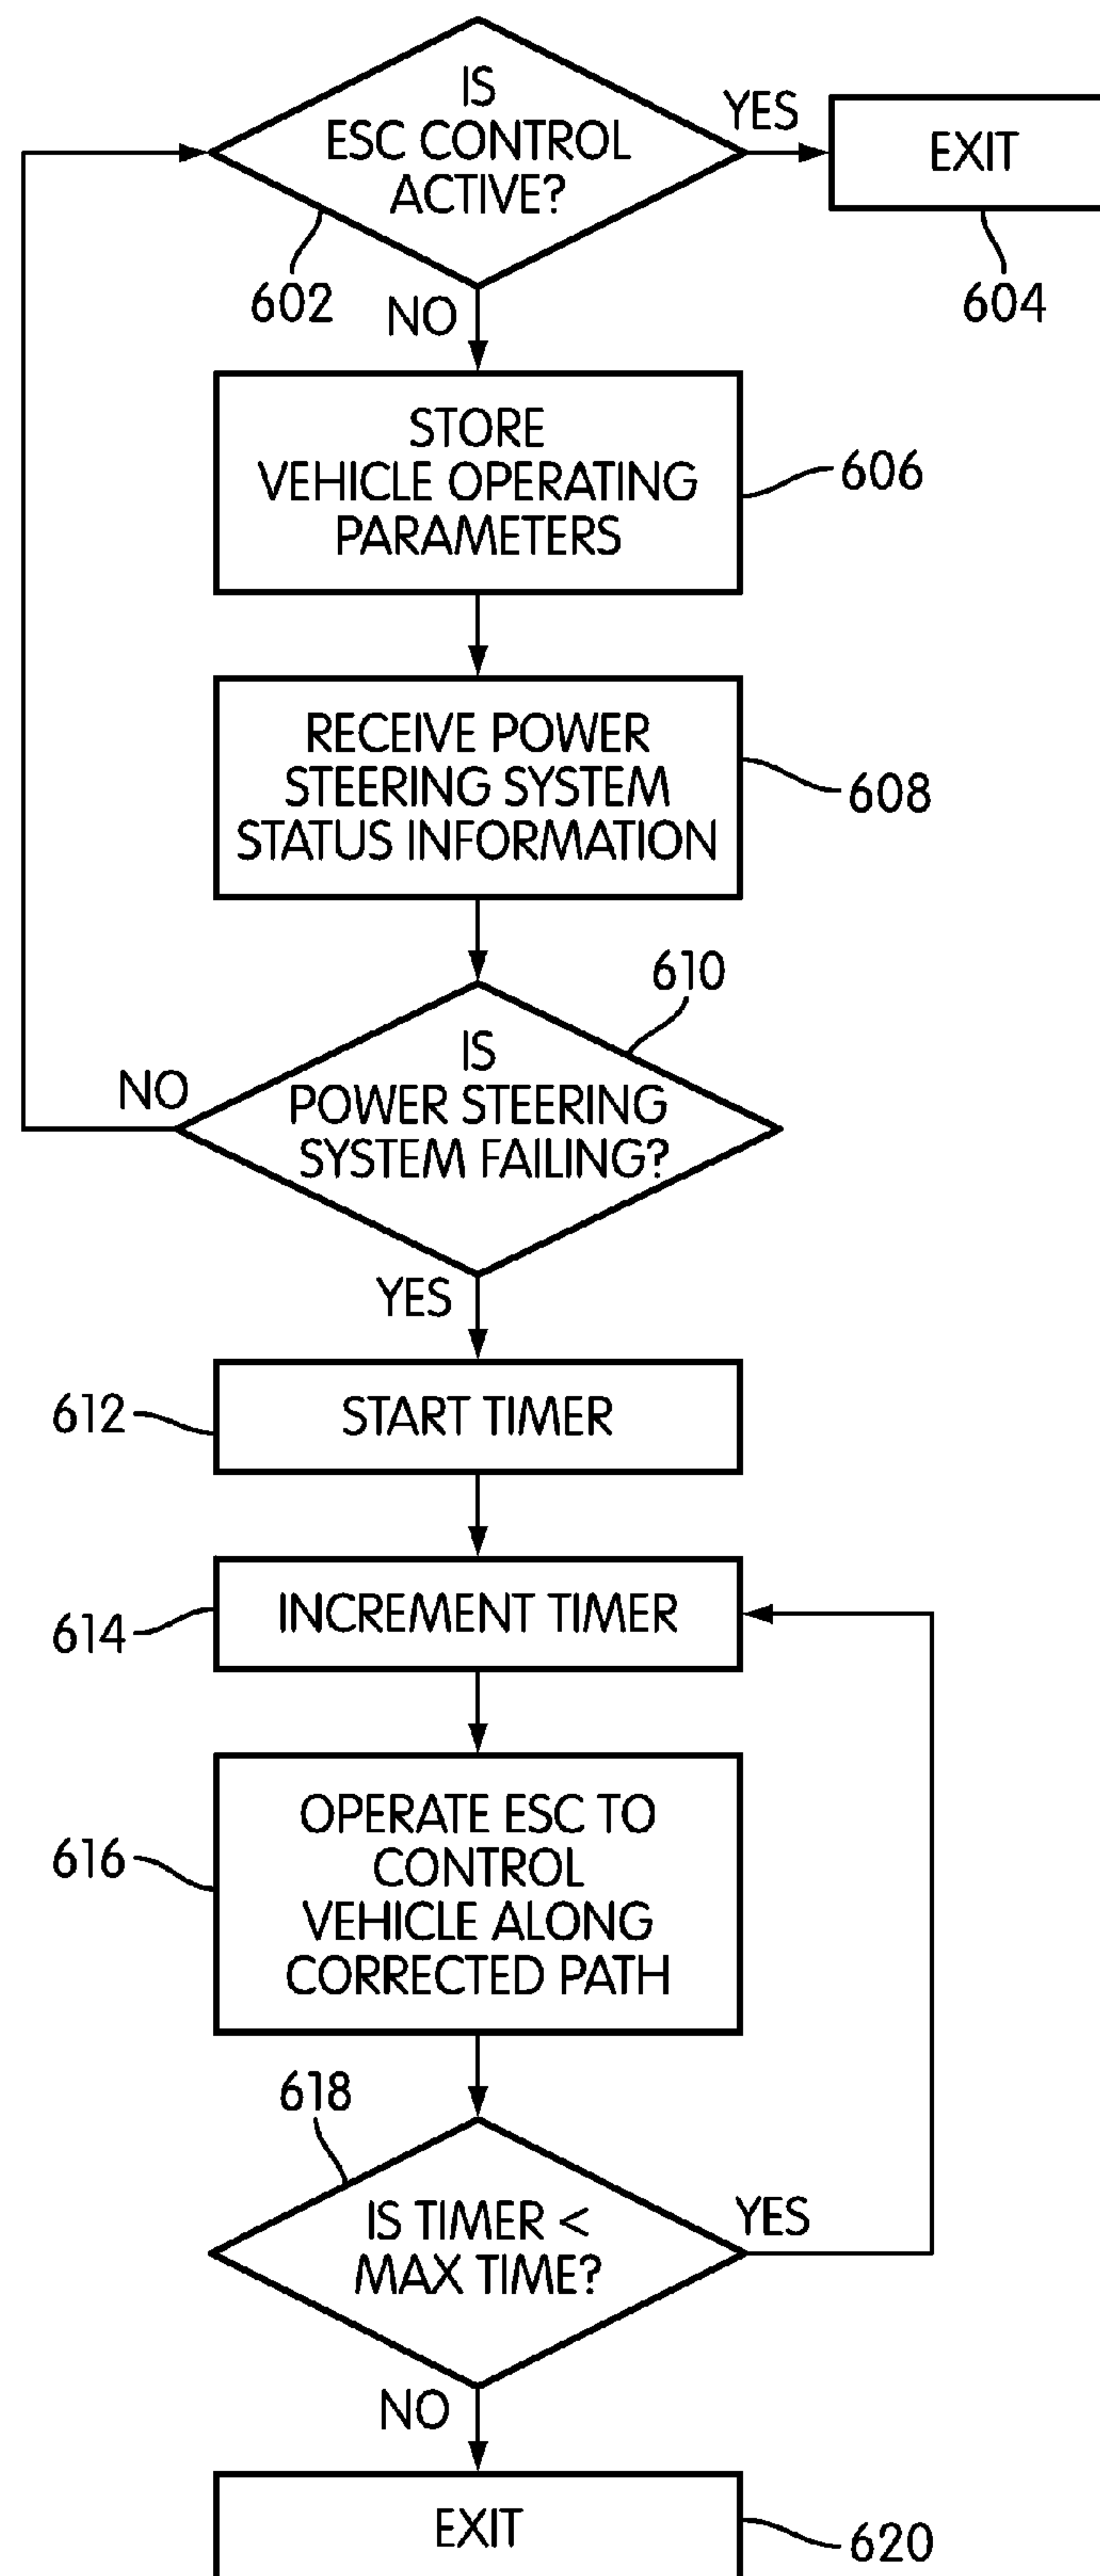 IS
ESC CONTROL
ACTIVE?
YES
EXIT
602
604
NO
STORE
VEHICLE OPERATING
PARAMETERS
606
RECEIVE POWER
STEERING SYSTEM
STATUS INFORMATION
608
610
IS
POWER STEERING
SYSTEM FAILING?
NO
YES
612
START TIMER
614
INCREMENT TIMER
616
OPERATE ESC TO
CONTROL
VEHICLE ALONG
CORRECTED PATH
618
IS TIMER <
MAX TIME?
YES
NO
EXIT
620